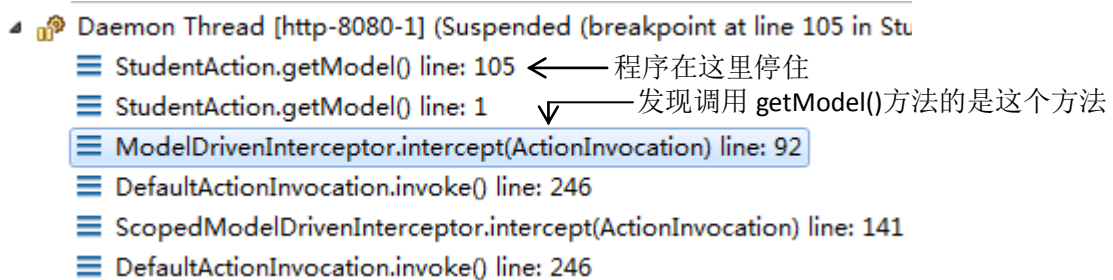 Daemon Thread [http-8080-1] (Suspended (breakpoint at line 105 in Stu
StudentAction.getModel() line: 105 程序在这里停住
StudentAction.getModel() line: 1 发现调用 getModel()方法的是这个方法
ModelDrivenInterceptor.intercept(ActionInvocation) line: 92
DefaultActionInvocation.invoke() line: 246
ScopedModelDrivenInterceptor.intercept(ActionInvocation) line: 141
DefaultActionInvocation.invoke() line: 246